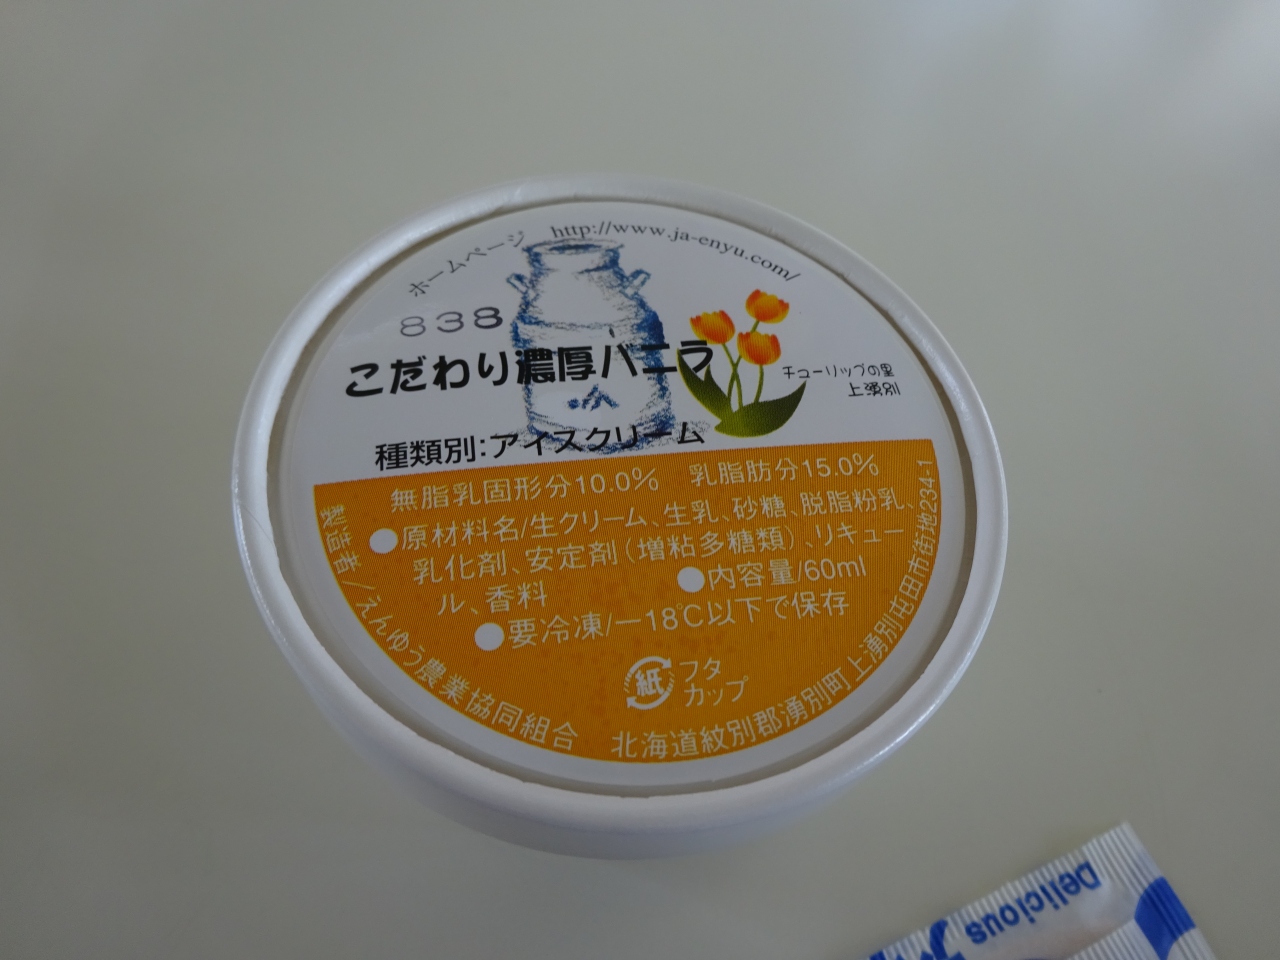 ホームページ http://www.ja-enyu.com/
838
こだわり濃厚バニラ
チューリップの里
上湧別
種類別:アイスクリーム
無脂乳固形分10.0% 乳脂肪分15.0%
●原材料名/生クリーム、生乳、砂糖、脱脂粉乳、
乳化剤、安定剤(増粘多糖類)、リキュー
ル、香料 ●内容量/60ml
●要冷凍/-18℃以下で保存
紙 フタ
カップ
製造者/えんゆう農業協同組合 北海道紋別郡湧別町上湧別屯田市街地234-1
Delicious